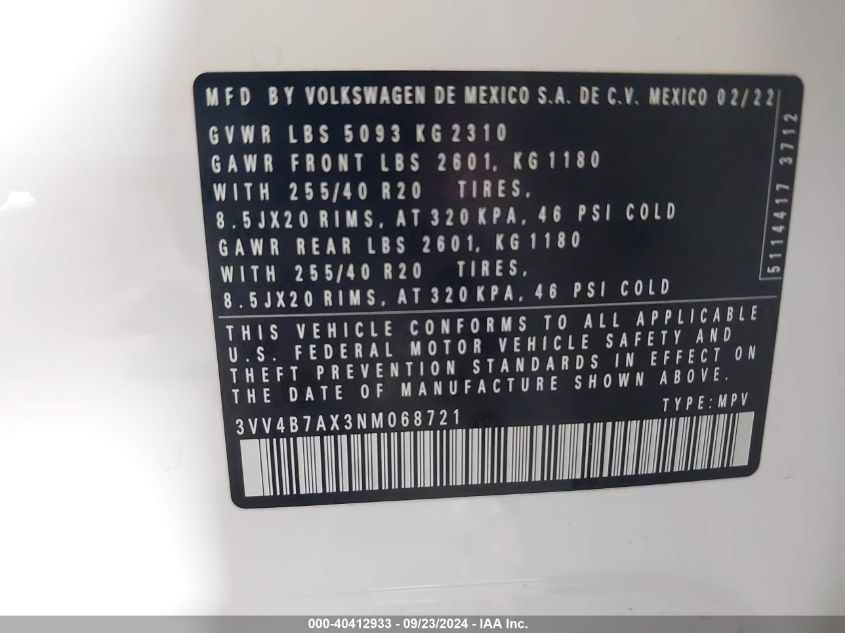 MFD BY VOLKSWAGEN DE MEXICO S.A. DE C.V. MEXICO 02/22
GVWR LBS 5093 KG 2310
GAWR FRONT LBS 2601, KG 1180
WITH 255/40 R20 TIRES,
8.5JX20 RIMS, AT 320 KPA, 46 PSI COLD
GAWR REAR LBS 2601, KG 1180
WITH 255/40 R20 TIRES,
8.5JX20 RIMS, AT 320 KPA, 46 PSI COLD
51144417 3712
THIS VEHICLE CONFORMS TO ALL APPLICABLE
U.S. FEDERAL MOTOR VEHICLE SAFETY AND
THEFT PREVENTION STANDARDS IN EFFECT ON
THE DATE OF MANUFACTURE SHOWN ABOVE.
TYPE: MPV
3VV4B7AX3NM068721
000-40412933 - 09/23/2024 - IAA Inc.